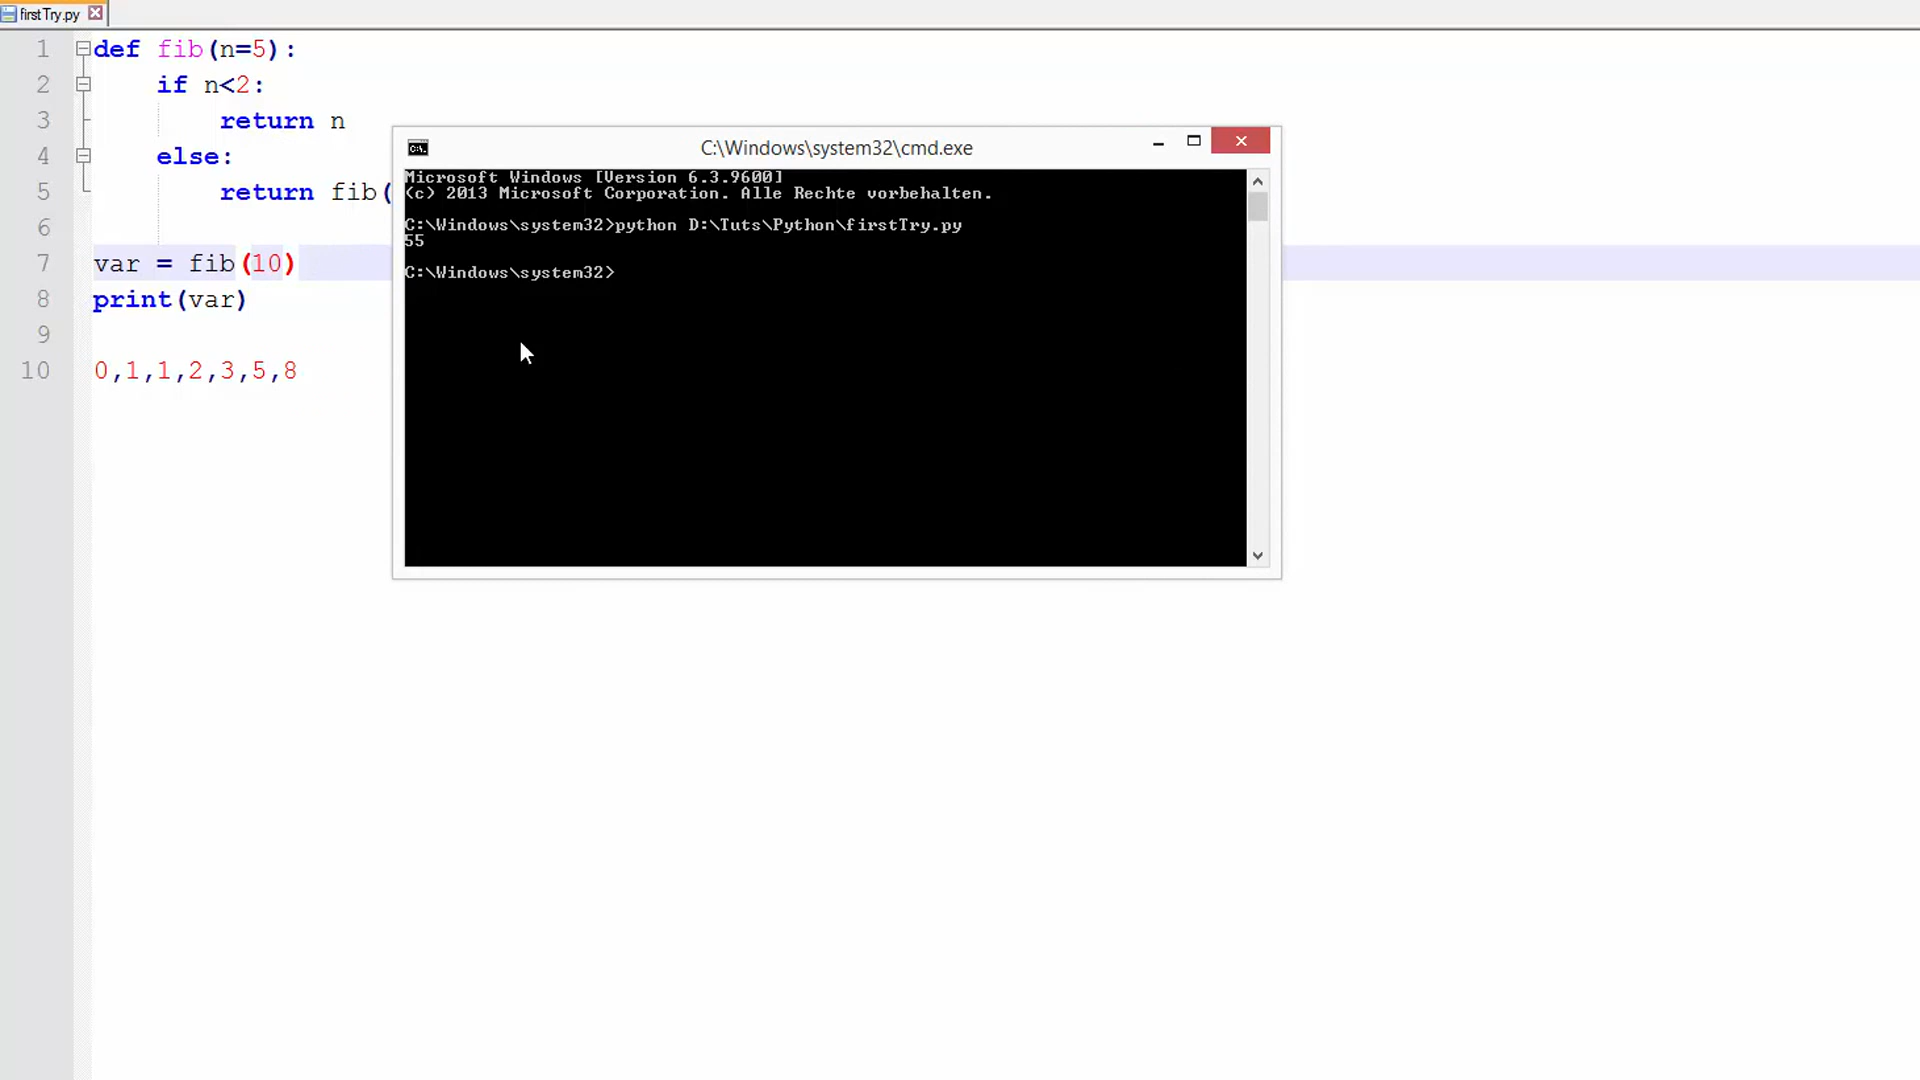 firstTry.py
1 def fib(n=5):
2 if n<2:
3 return n
4 else:
5 return fib(
6
7 var = fib(10)
8 print(var)
9
10 0,1,1,2,3,5,8
C:\Windows\system32\cmd.exe
Microsoft Windows [Version 6.3.9600]
(c) 2013 Microsoft Corporation. Alle Rechte vorbehalten.
C:\Windows\system32>python D:\Tuts\Python\firstTry.py
55
C:\Windows\system32>